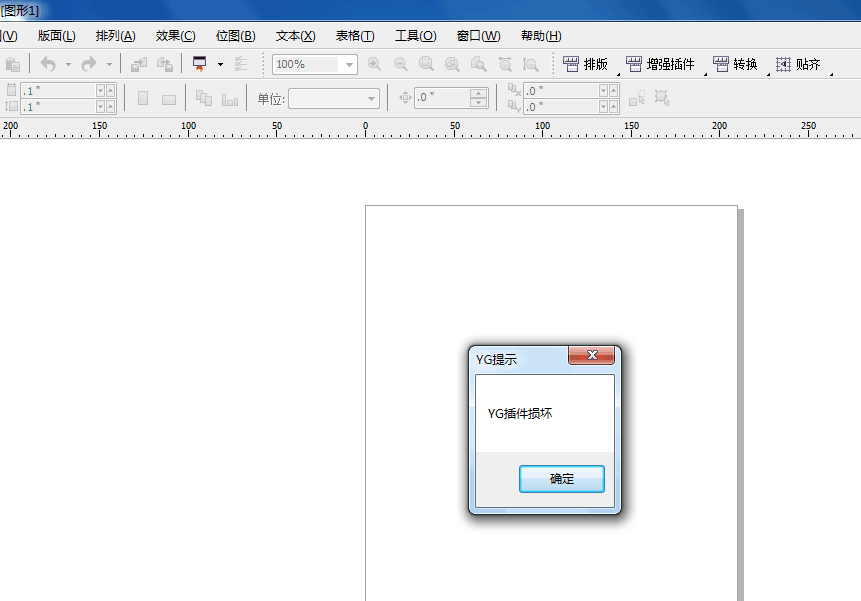 [图形1]
(V) 版面(L) 排列(A) 效果(C) 位图(B) 文本(X) 表格(T) 工具(O) 窗口(W) 帮助(H)
100% 排版 增强插件 转换 贴齐
.1 " 单位: .0 " .0 "
.1 " .0 "
200 150 100 50 0 50 100 150 200 250
YG提示
YG插件损坏
确定